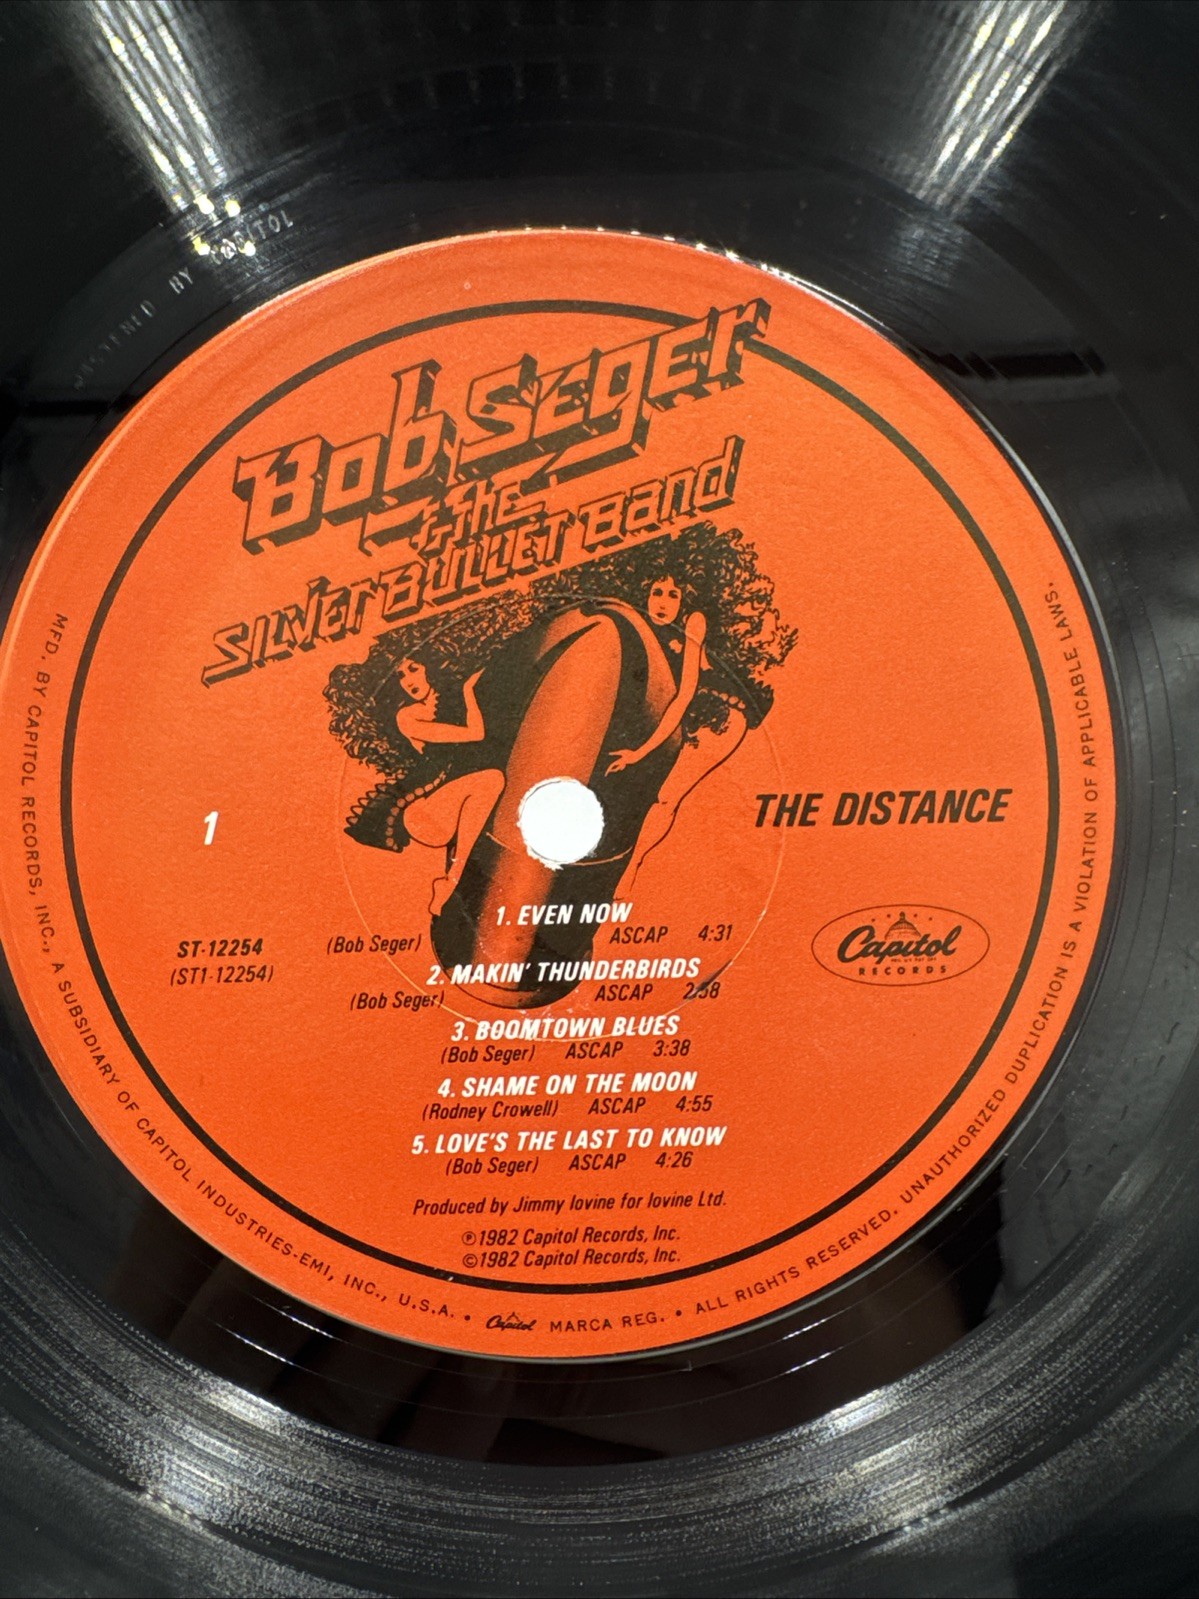 MASTERED BY CAPITOL
Bob Seger
& the
Silver Bullet Band
1
THE DISTANCE
ST-12254
(ST1-12254)
Capitol
RECORDS
1. EVEN NOW
(Bob Seger) ASCAP 4:31
2. MAKIN' THUNDERBIRDS
(Bob Seger) ASCAP 2:58
3. BOOMTOWN BLUES
(Bob Seger) ASCAP 3:38
4. SHAME ON THE MOON
(Rodney Crowell) ASCAP 4:55
5. LOVE'S THE LAST TO KNOW
(Bob Seger) ASCAP 4:26
Produced by Jimmy Iovine for Iovine Ltd.
℗1982 Capitol Records, Inc.
©1982 Capitol Records, Inc.
MFD. BY CAPITOL RECORDS, INC., A SUBSIDIARY OF CAPITOL INDUSTRIES-EMI, INC., U.S.A. • Capitol MARCA REG. • ALL RIGHTS RESERVED. UNAUTHORIZED DUPLICATION IS A VIOLATION OF APPLICABLE LAWS.